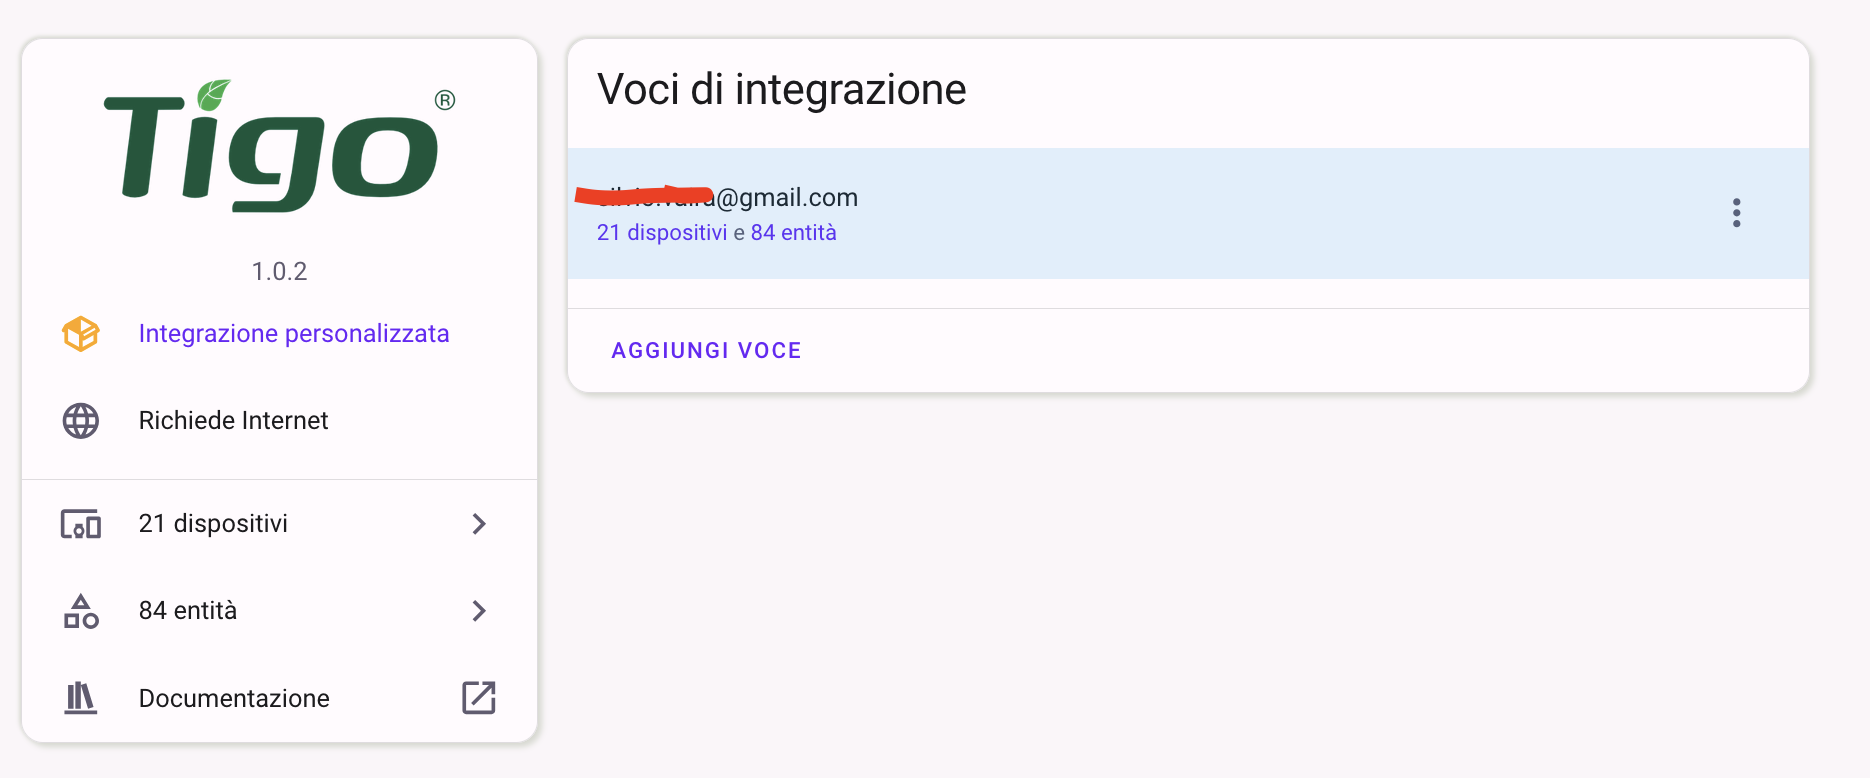 Tigo®
1.0.2
Integrazione personalizzata
Richiede Internet
21 dispositivi
84 entità
Documentazione
Voci di integrazione
@gmail.com
21 dispositivi e 84 entità
AGGIUNGI VOCE